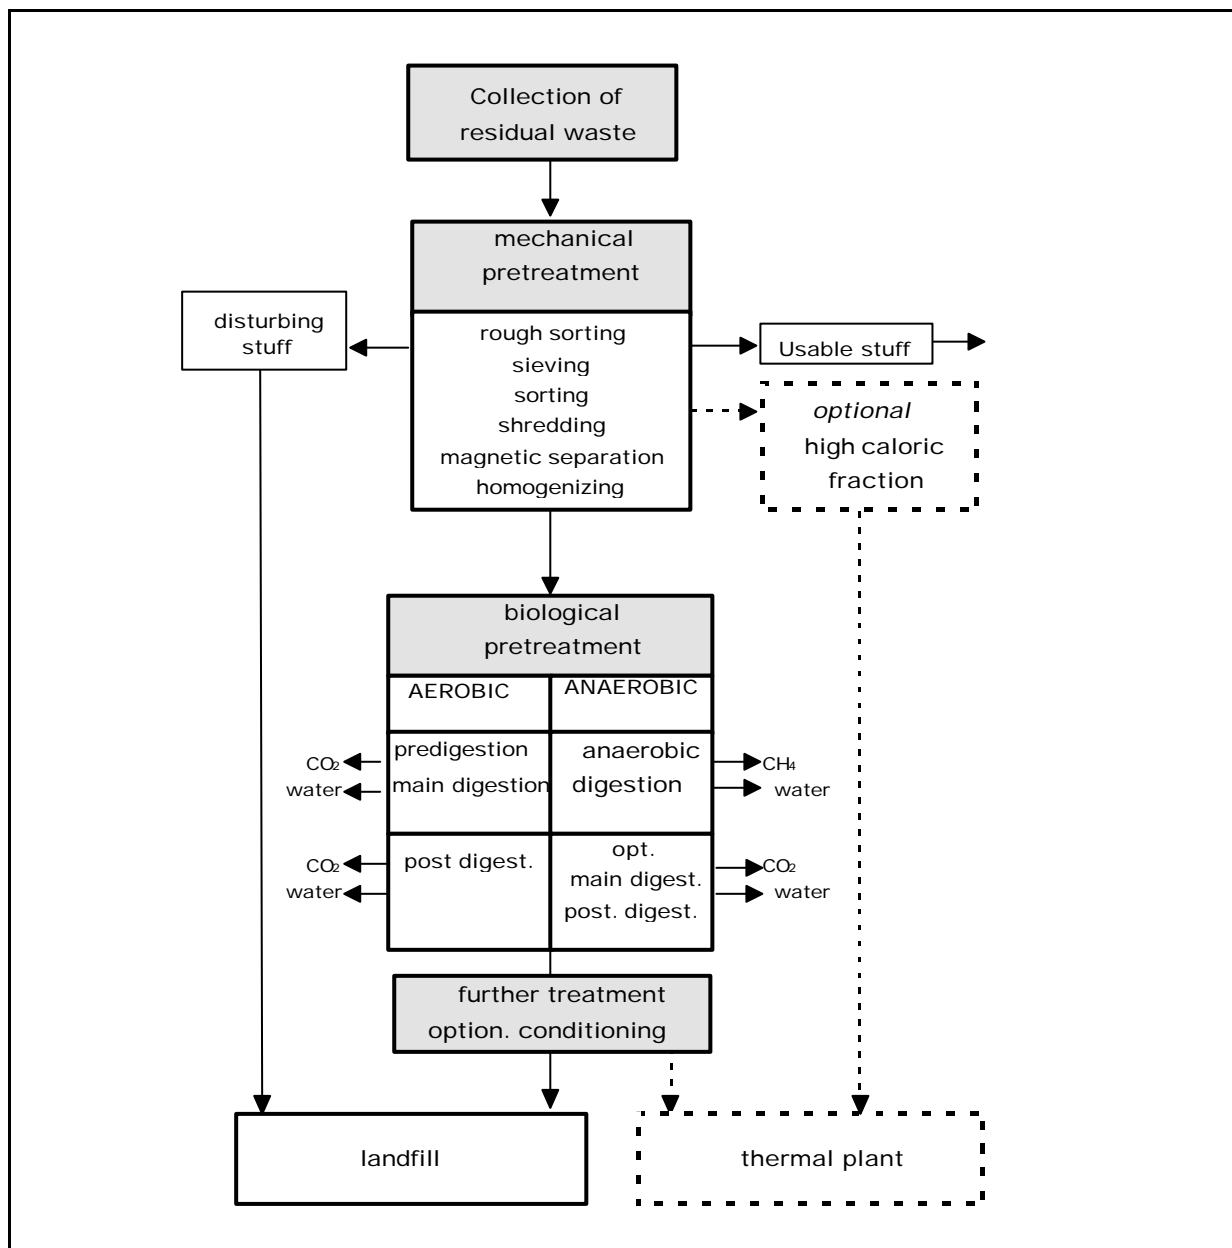 Collection of
residual waste
mechanical
pretreatment
disturbing
stuff
rough sorting
sieving
sorting
shredding
magnetic separation
homogenizing
Usable stuff
optional
high caloric
fraction
biological
pretreatment
AEROBIC
ANAEROBIC
CO₂
water
predigestion
main digestion
anaerobic
digestion
CH₄
water
CO₂
water
post digest.
opt.
main digest.
post. digest.
CO₂
water
further treatment
option. conditioning
landfill
thermal plant